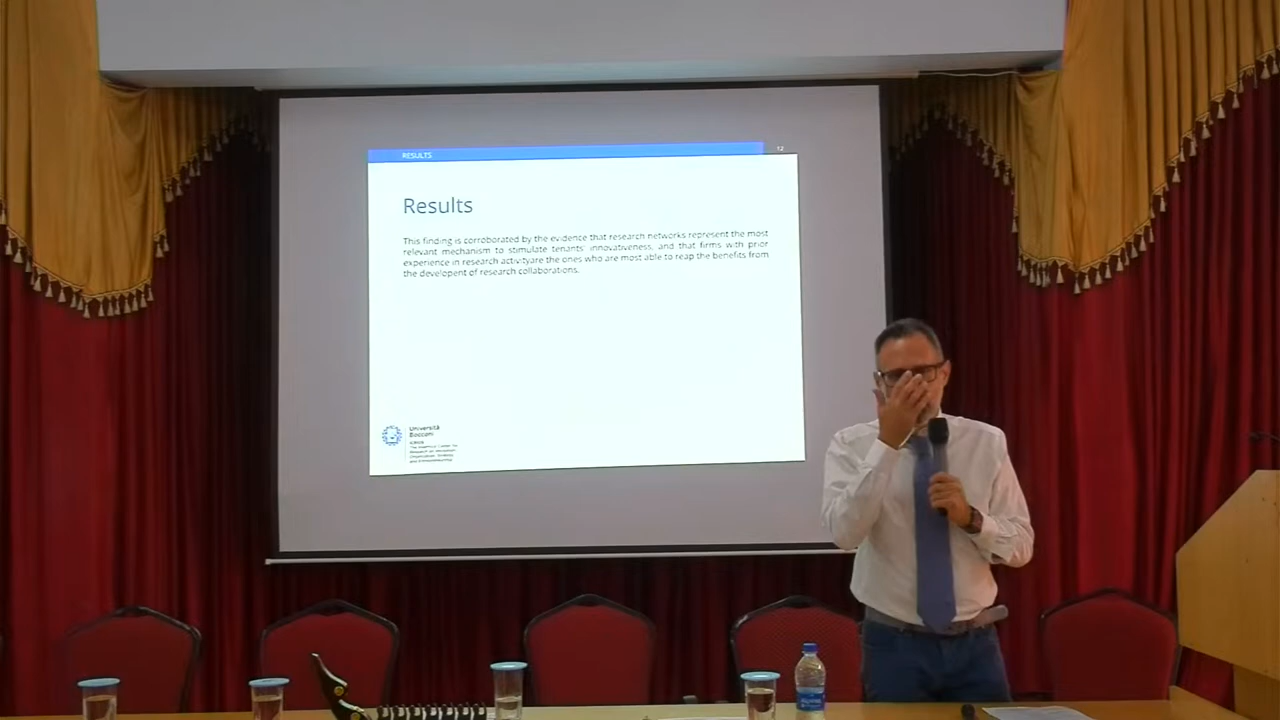 RESULTS
12
Results
This finding is corroborated by the evidence that research networks represent the most
relevant mechanism to stimulate tenants' innovativeness, and that firms with prior
experience in research activityare the ones who are most able to reap the benefits from
the developent of research collaborations.
Università
Bocconi